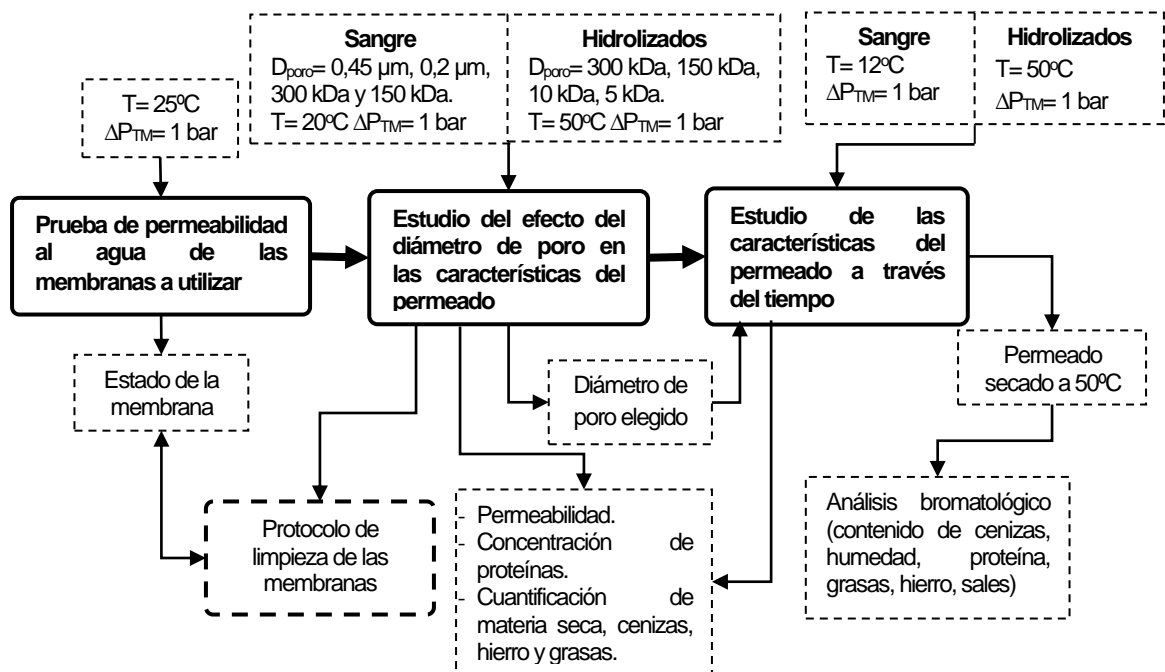 T= 25ºC
ΔPTM= 1 bar
Sangre
Dporo= 0,45 µm, 0,2 µm,
300 kDa y 150 kDa.
T= 20ºC ΔPTM= 1 bar
Hidrolizados
Dporo= 300 kDa, 150 kDa,
10 kDa, 5 kDa.
T= 50ºC ΔPTM= 1 bar
Sangre
T= 12ºC
ΔPTM= 1 bar
Hidrolizados
T= 50ºC
ΔPTM= 1 bar
Prueba de permeabilidad
al agua de las
membranas a utilizar
Estudio del efecto del
diámetro de poro en
las características del
permeado
Estudio de las
características del
permeado a través
del tiempo
Estado de la
membrana
Diámetro de
poro elegido
Permeado
secado a 50ºC
Protocolo de
limpieza de las
membranas
- Permeabilidad.
- Concentración de
proteínas.
- Cuantificación de
materia seca, cenizas,
hierro y grasas.
Análisis bromatológico
(contenido de cenizas,
humedad, proteína,
grasas, hierro, sales)